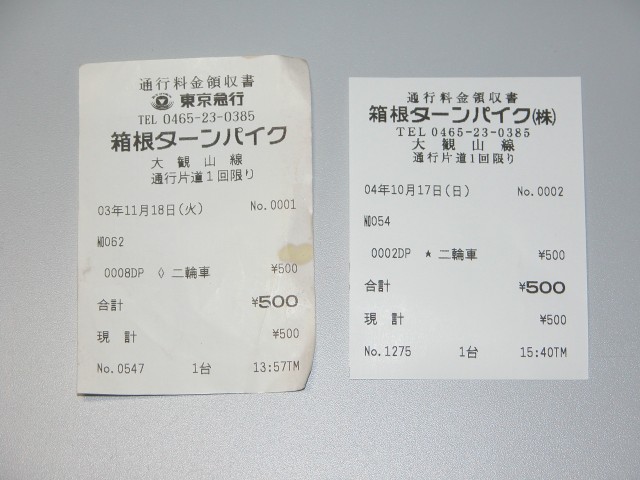 通行料金領収書
東京急行
TEL 0465-23-0385
箱根ターンパイク
大観山線
通行片道1回限り
03年11月18日(火) No.0001
№062
0008DP ◊ 二輪車 ¥500
合計 ¥500
現計 ¥500
No.0547 1台 13:57TM
通行料金領収書
箱根ターンパイク(株)
TEL0465-23-0385
大観山線
通行片道1回限り
04年10月17日(日) No.0002
№054
0002DP * 二輪車 ¥500
合計 ¥500
現計 ¥500
No.1275 1台 15:40TM